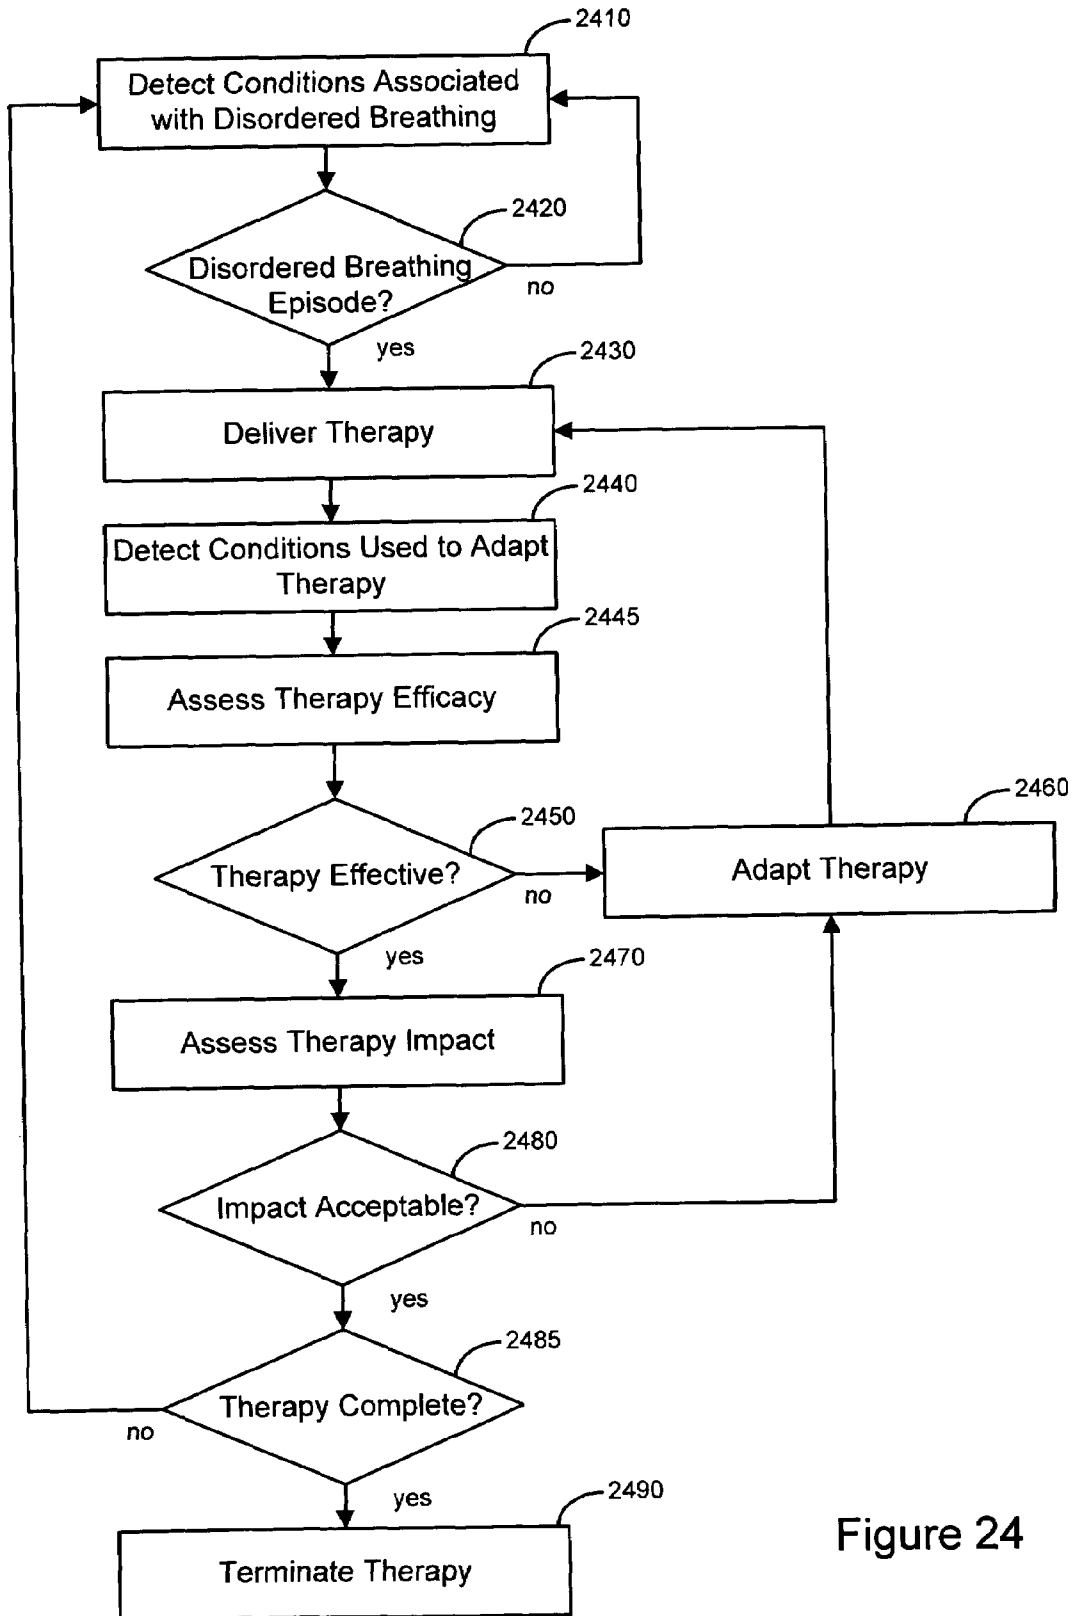 2410
Detect Conditions Associated
with Disordered Breathing
2420
Disordered Breathing
Episode?
no
yes
2430
Deliver Therapy
2440
Detect Conditions Used to Adapt
Therapy
2445
Assess Therapy Efficacy
2450
Therapy Effective?
no
2460
Adapt Therapy
yes
2470
Assess Therapy Impact
2480
Impact Acceptable?
no
yes
2485
Therapy Complete?
no
yes
2490
Terminate Therapy
Figure 24